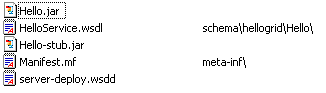 Hello.jar
HelloService.wsdl schema\hellogrid\Hello\
Hello-stub.jar
Manifest.mf meta-inf\
server-deploy.wsdd